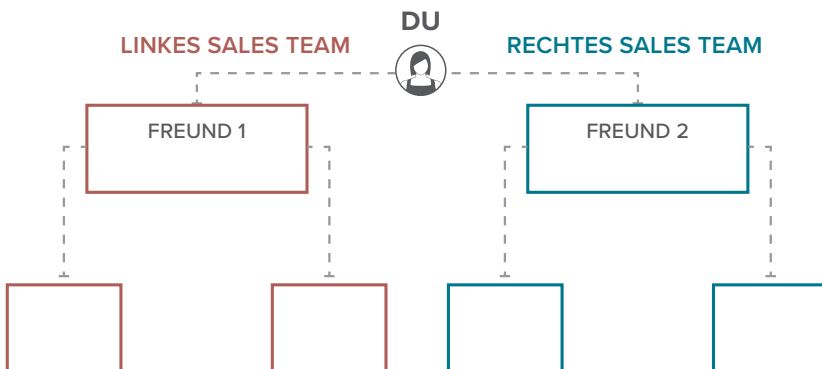 DU
LINKES SALES TEAM
RECHTES SALES TEAM
FREUND 1
FREUND 2